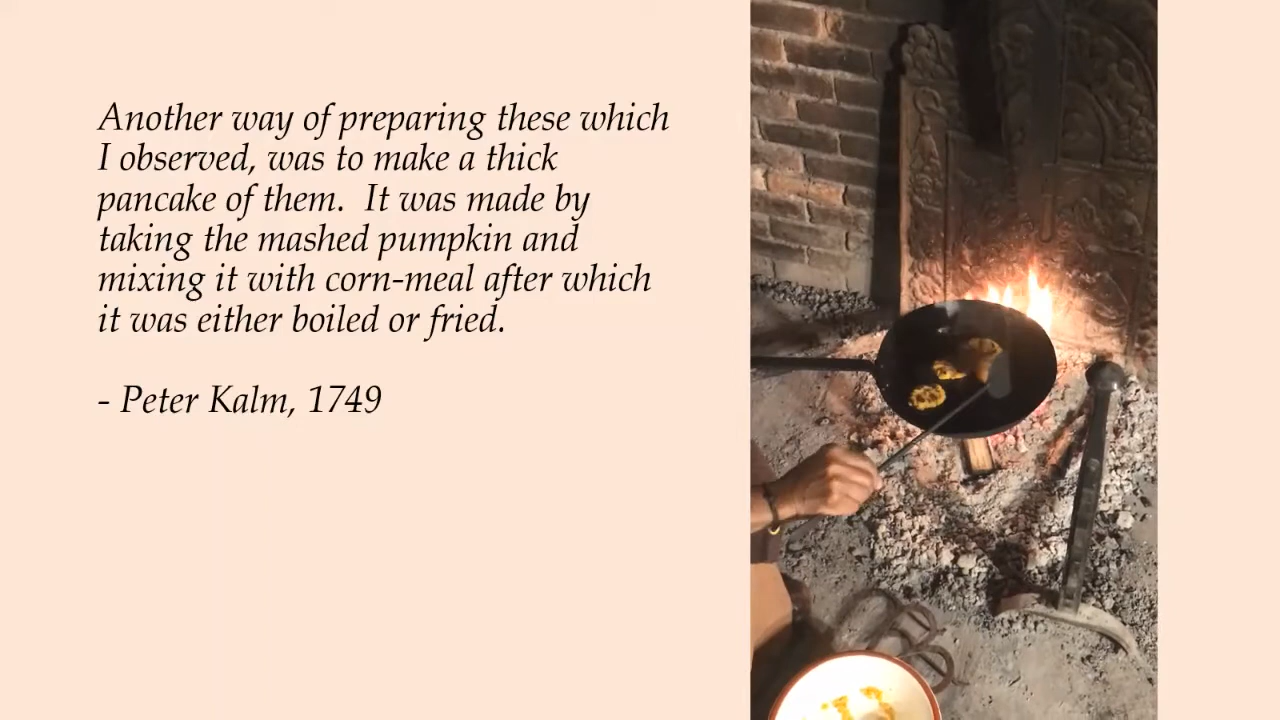 Another way of preparing these which
I observed, was to make a thick
pancake of them.  It was made by
taking the mashed pumpkin and
mixing it with corn-meal after which
it was either boiled or fried.
- Peter Kalm, 1749